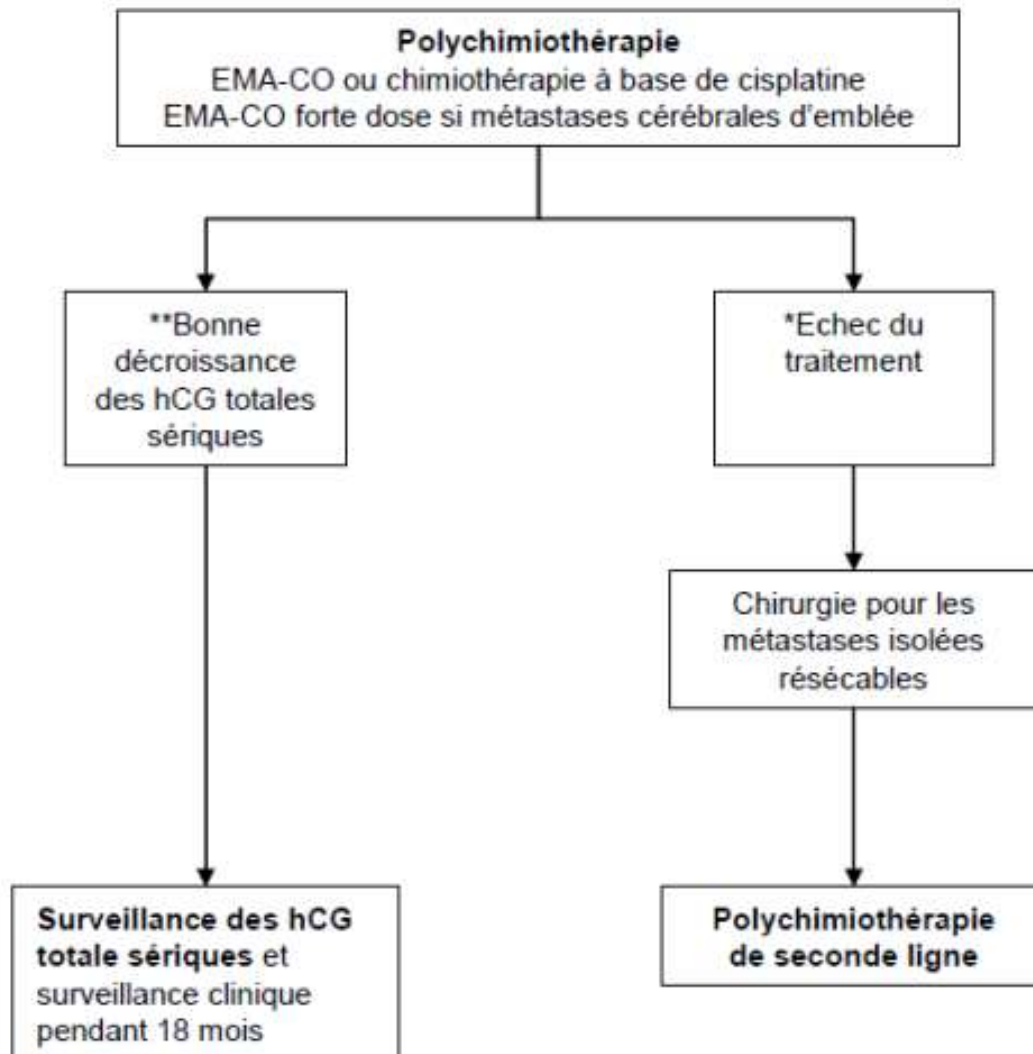 Polychimiothérapie
EMA-CO ou chimiothérapie à base de cisplatine
EMA-CO forte dose si métastases cérébrales d'emblée
**Bonne
décroissance
des hCG totales
sériques
*Echec du
traitement
Chirurgie pour les
métastases isolées
résécables
Surveillance des hCG
totale sériques et
surveillance clinique
pendant 18 mois
Polychimiothérapie
de seconde ligne